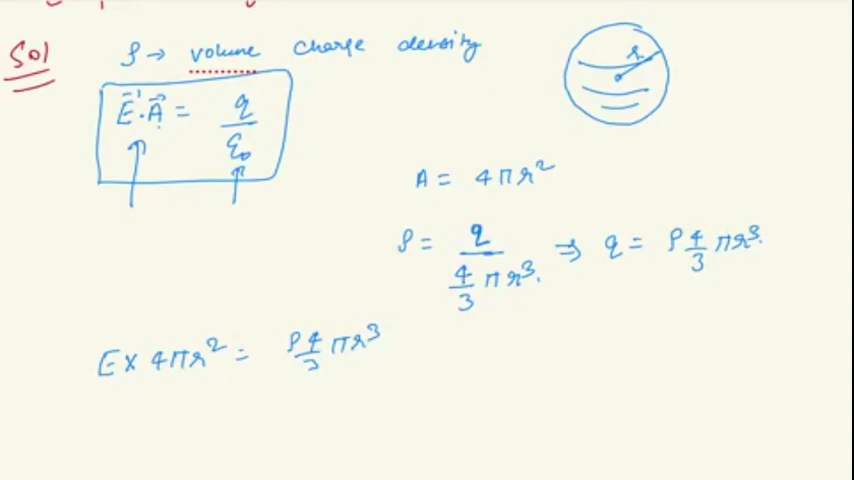 Sol
ρ → volume charge density
r
E⃗·A⃗ = q/ε₀
A = 4πr²
ρ = q/(4/3 πr³) ⇒ q = ρ 4/3 πr³.
E × 4πr² = ρ 4/3 πr³